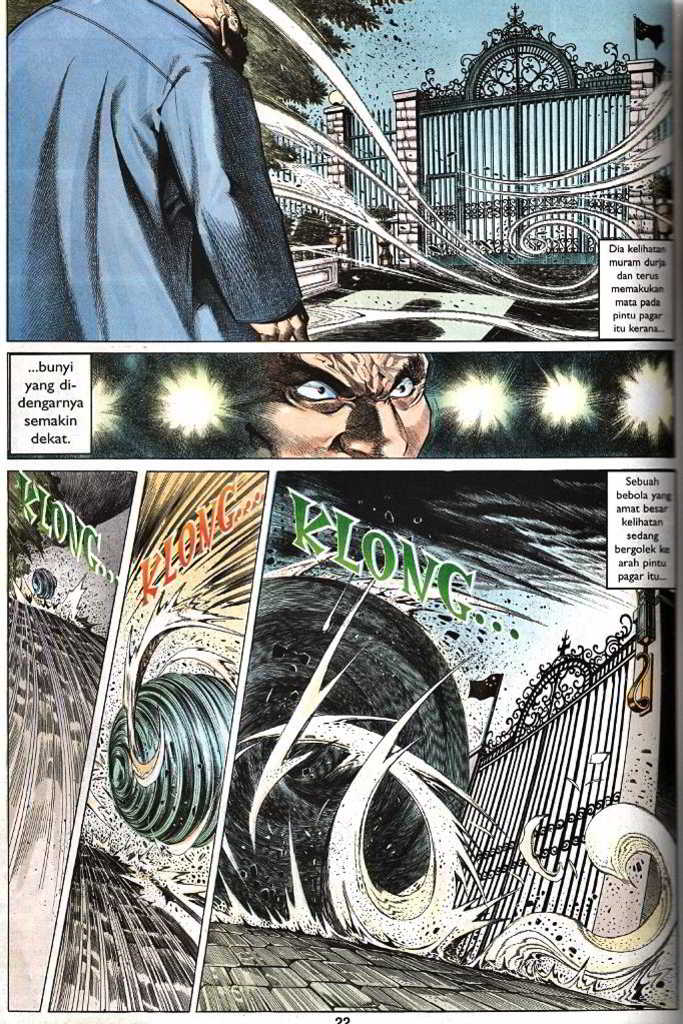 Dia kelihatan
muram durja
dan terus
memakukan
mata pada
pintu pagar
itu kerana...
...bunyi
yang di-
dengarnya
semakin
dekat.
KLONG...
KLONG...
KLONG...
Sebuah
bebola yang
amat besar
kelihatan
sedang
bergolek ke
arah pintu
pagar itu...
22